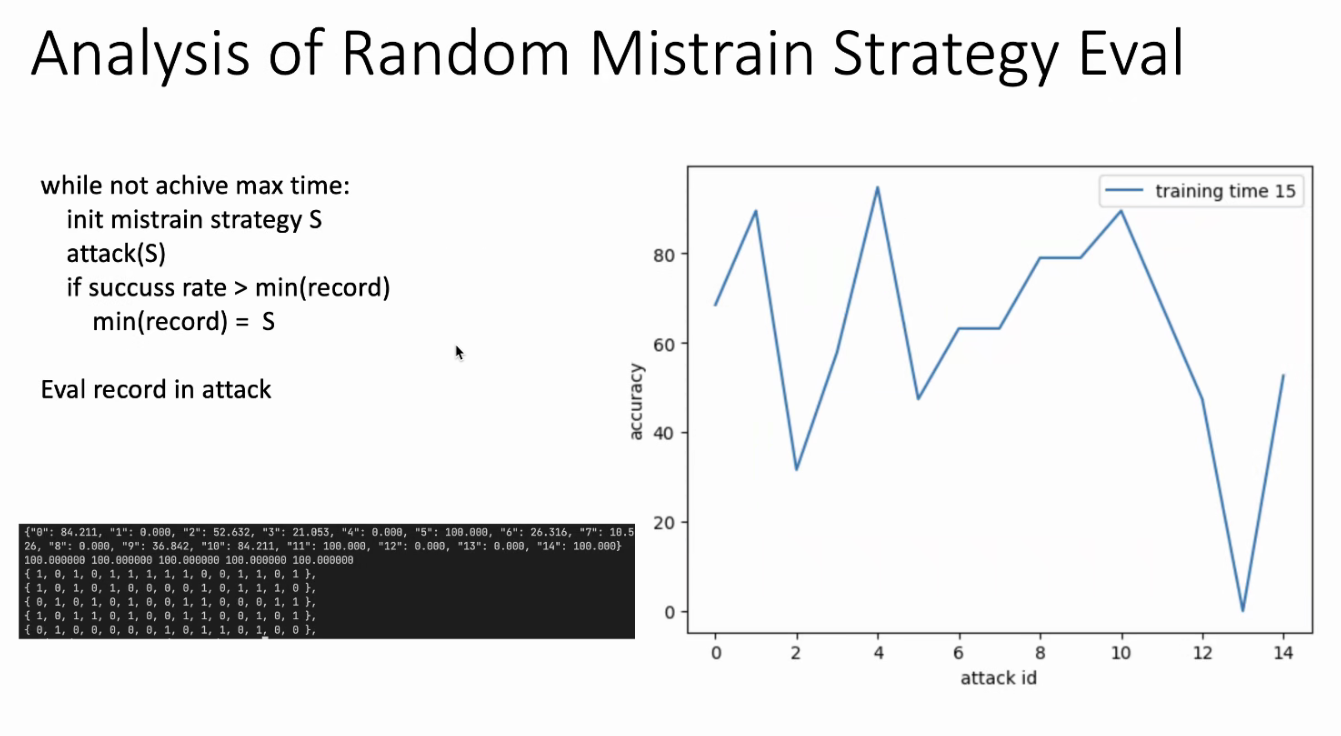 Analysis of Random Mistrain Strategy Eval
while not achive max time:
init mistrain strategy S
attack(S)
if succuss rate > min(record)
min(record) = S
Eval record in attack
{"0": 84.211, "1": 0.000, "2": 52.632, "3": 21.053, "4": 0.000, "5": 100.000, "6": 26.316, "7": 10.5
26, "8": 0.000, "9": 36.842, "10": 84.211, "11": 100.000, "12": 0.000, "13": 0.000, "14": 100.000}
100.000000 100.000000 100.000000 100.000000 100.000000
{ 1, 0, 1, 0, 1, 1, 1, 1, 1, 0, 0, 1, 1, 0, 1 },
{ 1, 0, 1, 0, 1, 0, 0, 0, 0, 1, 0, 1, 1, 1, 0 },
{ 0, 1, 0, 1, 0, 1, 0, 0, 1, 1, 0, 0, 0, 1, 1 },
{ 1, 0, 1, 1, 0, 1, 0, 0, 1, 1, 0, 0, 1, 0, 1 },
{ 0, 1, 0, 0, 0, 0, 0, 1, 0, 1, 1, 0, 1, 0, 0 },
training time 15
accuracy
80
60
40
20
0
0 2 4 6 8 10 12 14
attack id